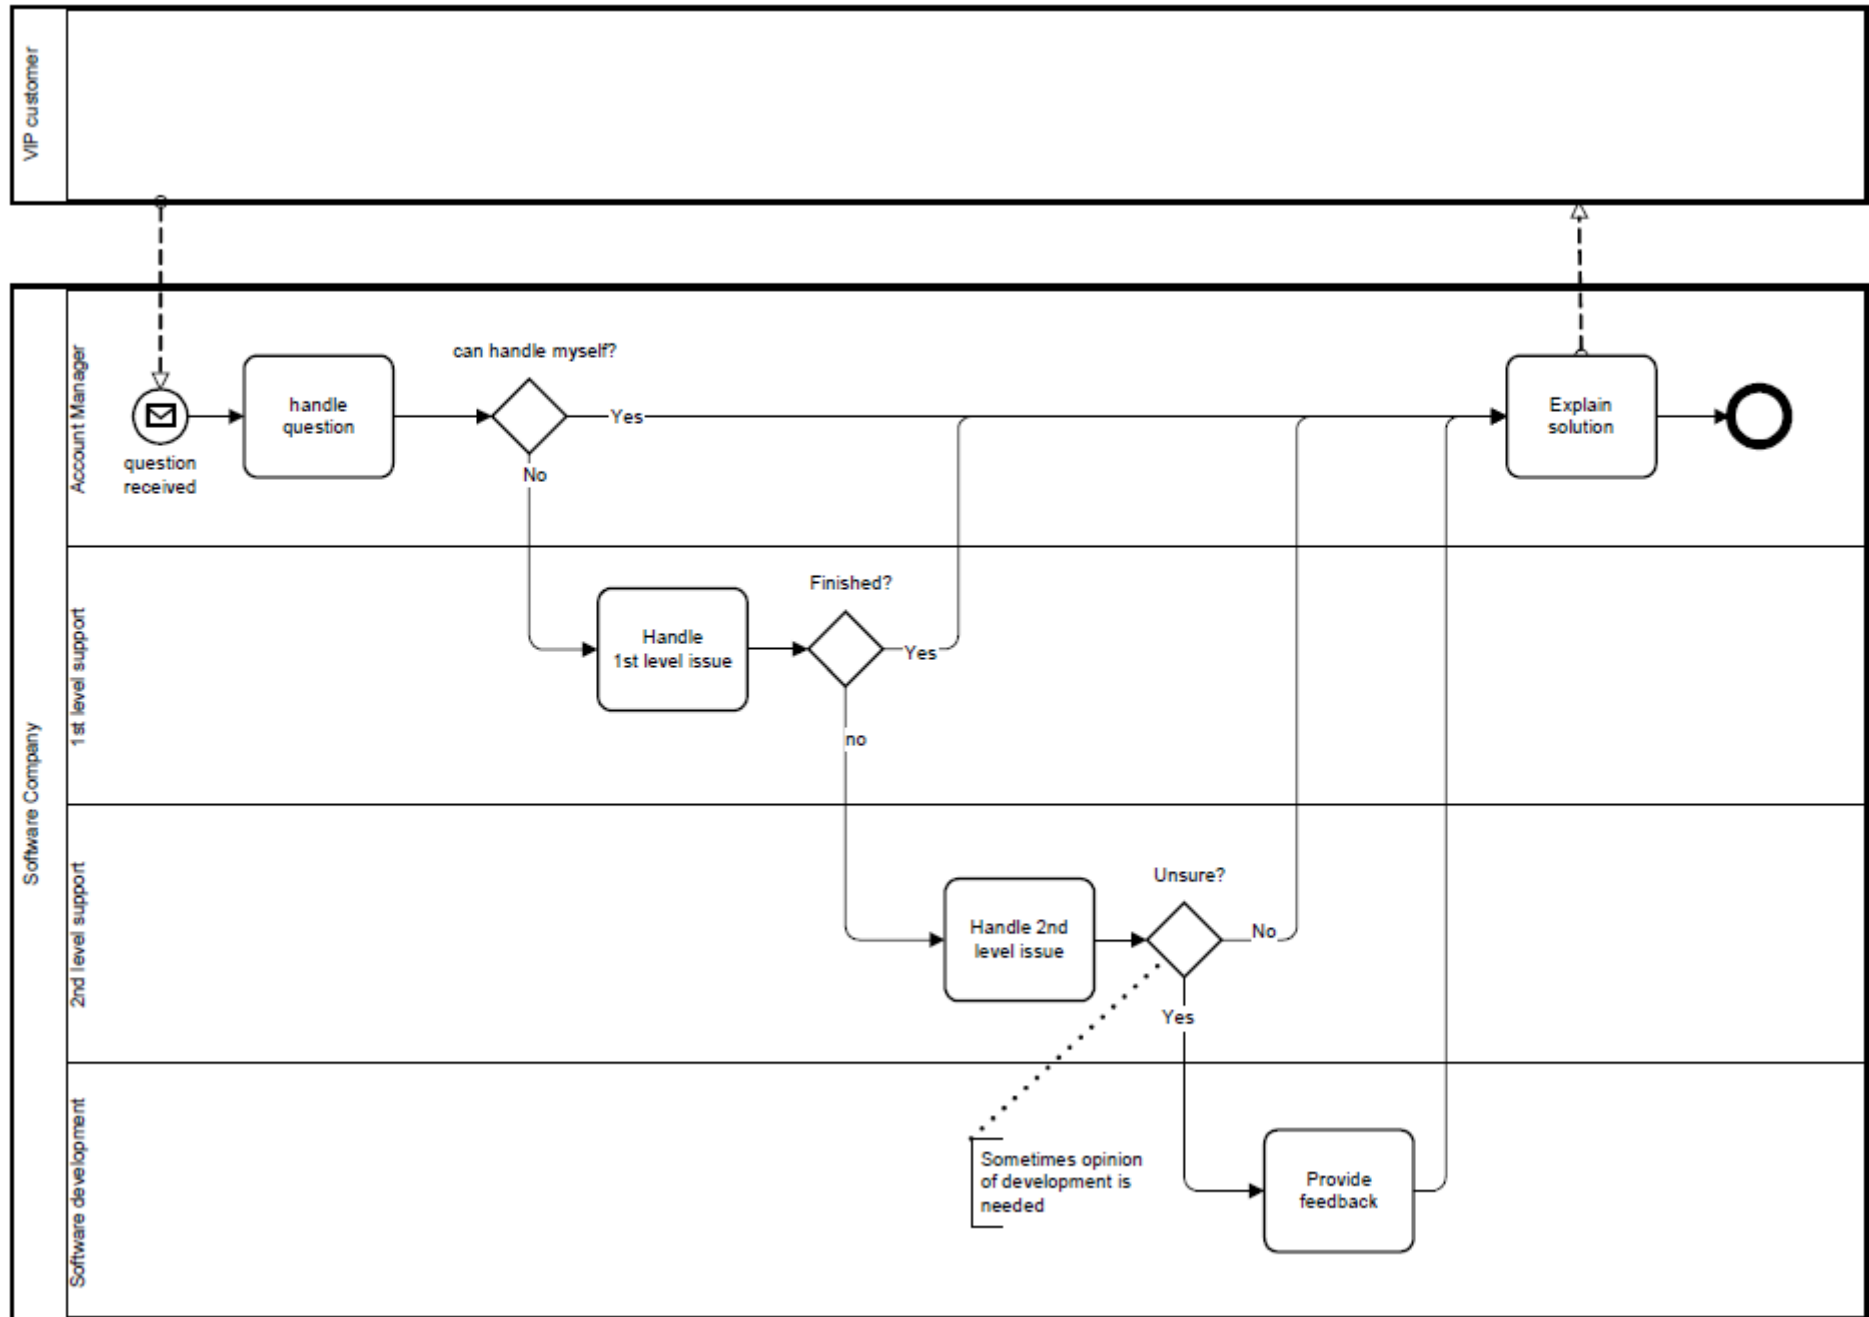 VIP customer
Software Company
Account Manager
question
received
handle
question
can handle myself?
Yes
No
Explain
solution
1st level support
Handle
1st level issue
Finished?
Yes
no
2nd level support
Handle 2nd
level issue
Unsure?
No
Yes
Software development
Sometimes opinion
of development is
needed
Provide
feedback